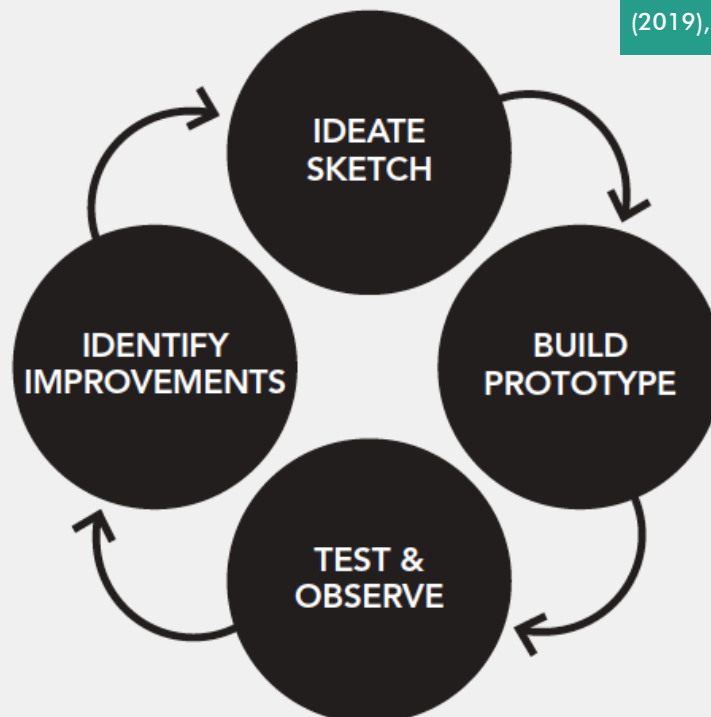 (2019),
IDEATE
SKETCH
BUILD
PROTOTYPE
TEST &
OBSERVE
IDENTIFY
IMPROVEMENTS